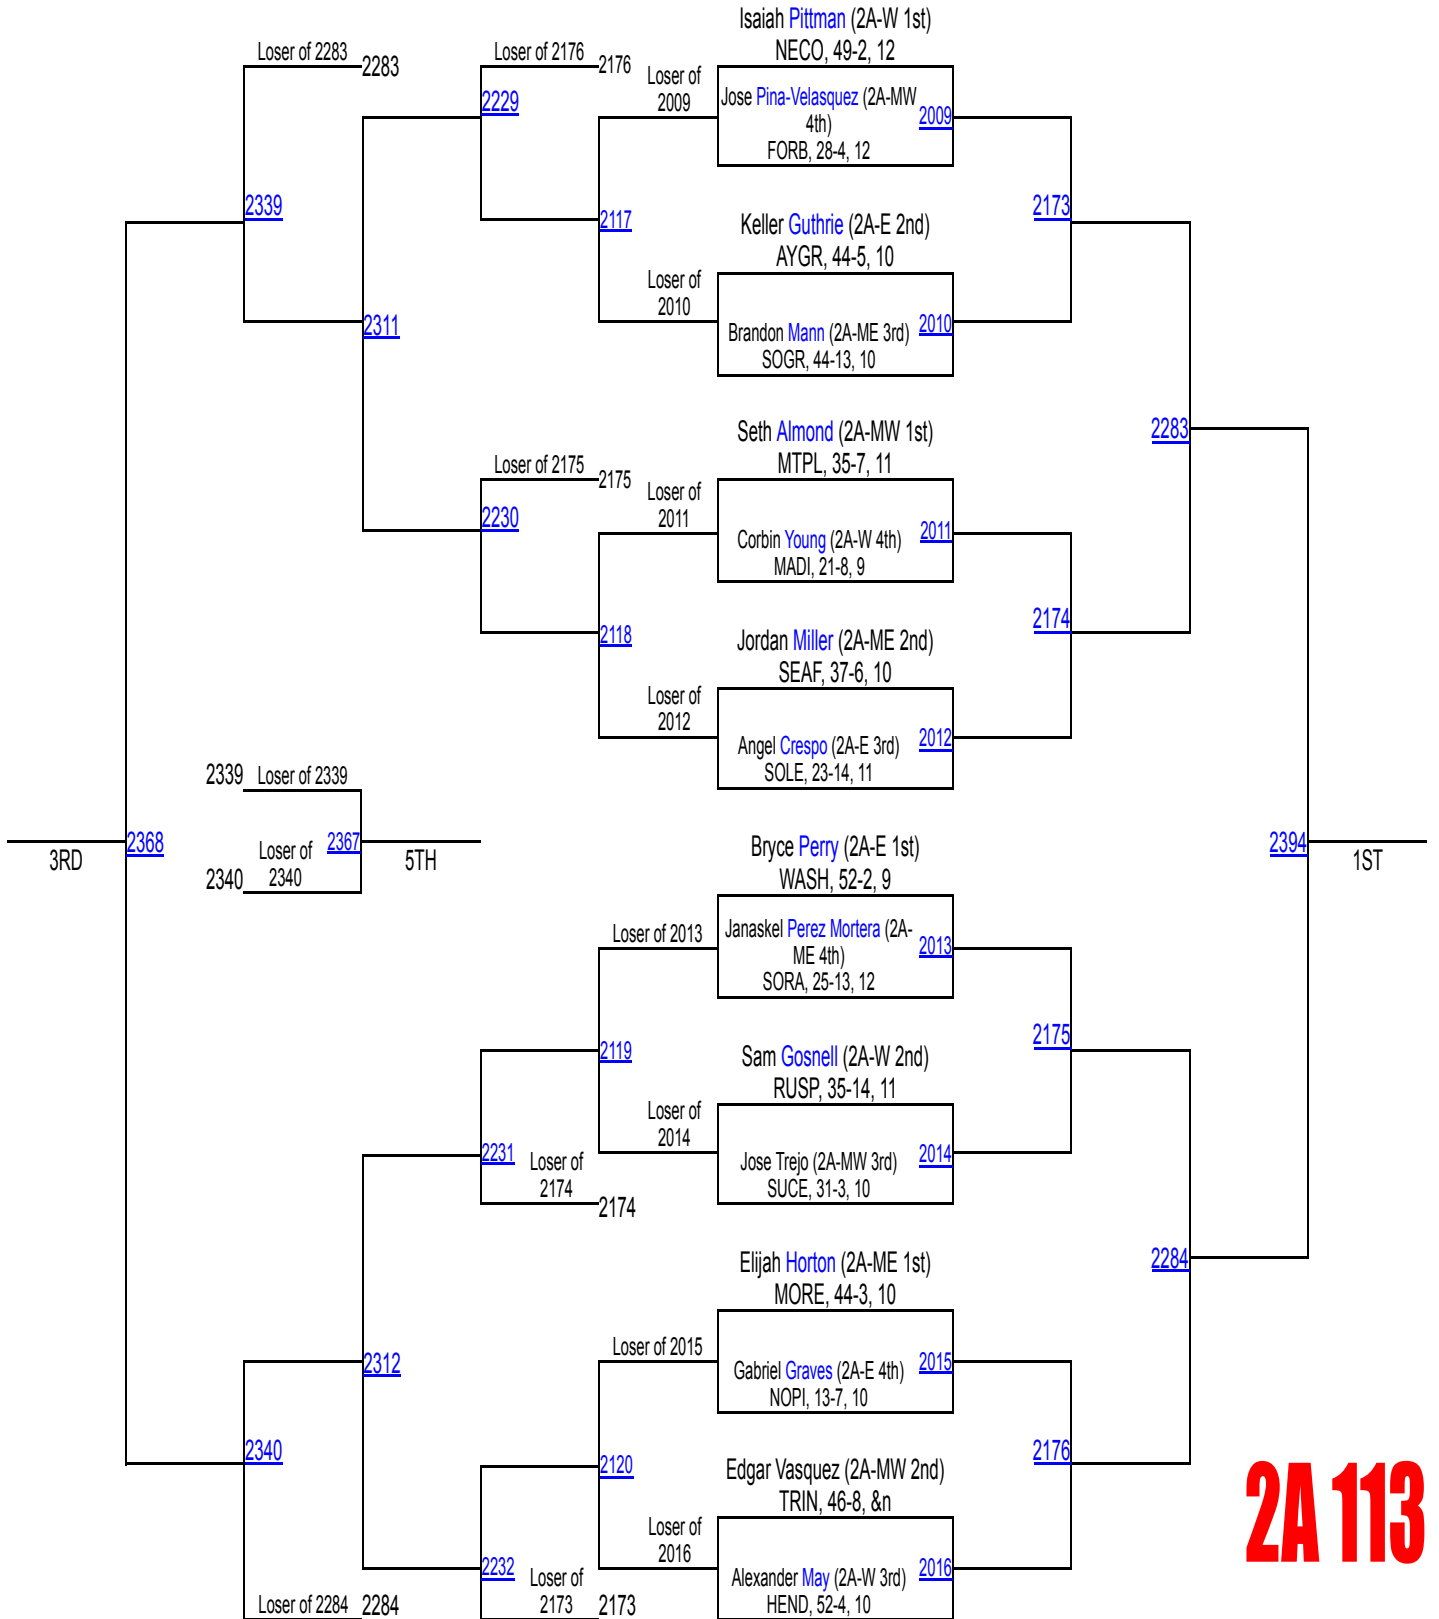 Isaiah Pittman (2A-W 1st)
NECO, 49-2, 12
Loser of 2283
2283
Loser of 2176
2176
Loser of
2009
2229
Jose Pina-Velasquez (2A-MW
4th)
FORB, 28-4, 12
2009
2339
2117
2173
Keller Guthrie (2A-E 2nd)
AYGR, 44-5, 10
Loser of
2010
2311
Brandon Mann (2A-ME 3rd)
SOGR, 44-13, 10
2010
Seth Almond (2A-MW 1st)
MTPL, 35-7, 11
2283
Loser of 2175
2175
Loser of
2011
2230
Corbin Young (2A-W 4th)
MADI, 21-8, 9
2011
2118
2174
Jordan Miller (2A-ME 2nd)
SEAF, 37-6, 10
Loser of
2012
Angel Crespo (2A-E 3rd)
SOLE, 23-14, 11
2012
2339
Loser of 2339
2368
3RD
Loser of
2340
2340
2367
5TH
Bryce Perry (2A-E 1st)
WASH, 52-2, 9
2394
1ST
Loser of 2013
Janaskel Perez Mortera (2A-
ME 4th)
SORA, 25-13, 12
2013
2119
2175
Sam Gosnell (2A-W 2nd)
RUSP, 35-14, 11
Loser of
2014
2231
Loser of
2174
2174
Jose Trejo (2A-MW 3rd)
SUCE, 31-3, 10
2014
Elijah Horton (2A-ME 1st)
MORE, 44-3, 10
2284
2312
Loser of 2015
Gabriel Graves (2A-E 4th)
NOPI, 13-7, 10
2015
2340
2120
2176
Edgar Vasquez (2A-MW 2nd)
TRIN, 46-8, &n
Loser of
2016
2232
Loser of
2173
2173
Alexander May (2A-W 3rd)
HEND, 52-4, 10
2016
Loser of 2284
2284
2A 113